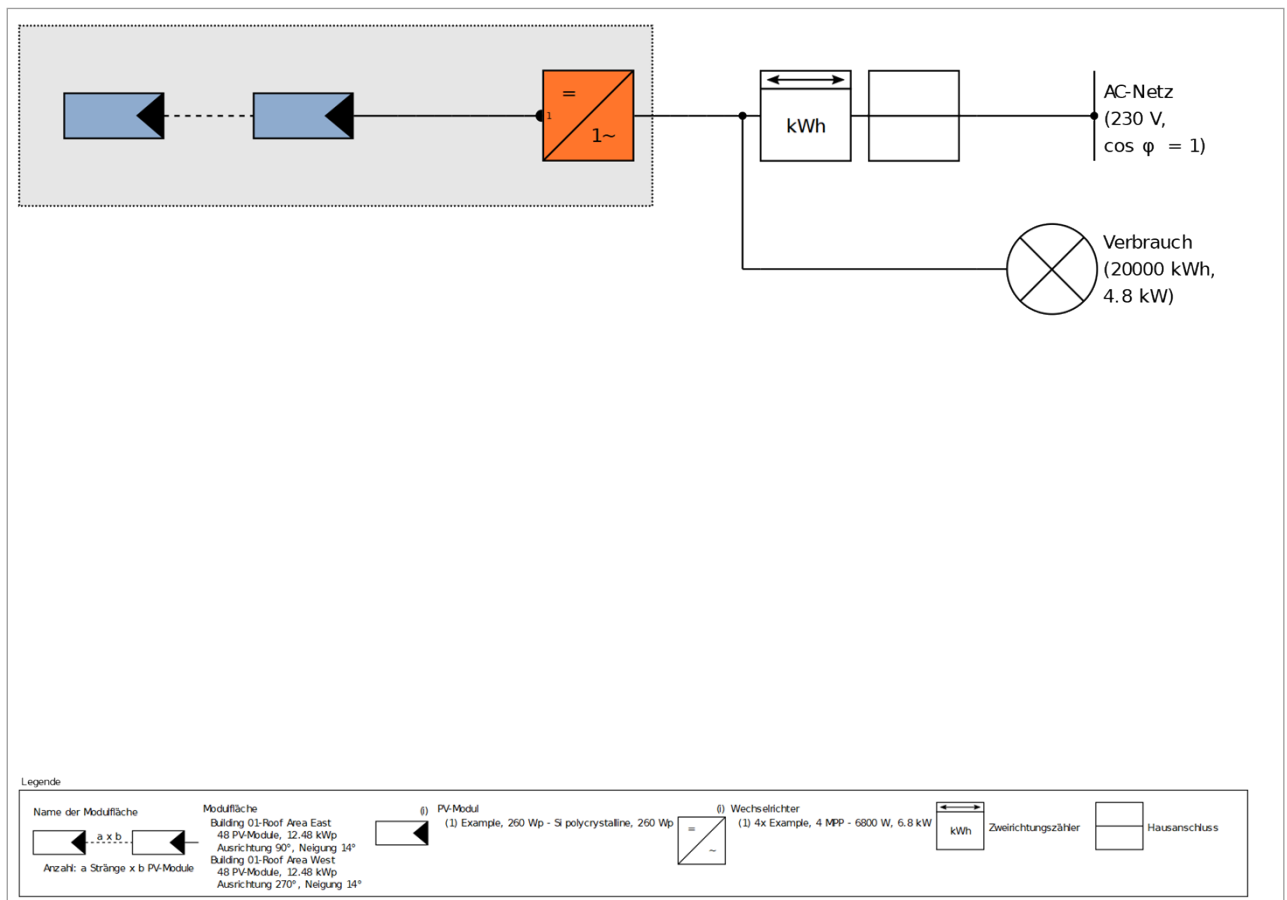 =
1
1~
kWh
AC-Netz
(230 V,
cos φ = 1)
Verbrauch
(20000 kWh,
4.8 kW)
Legende
Name der Modulfläche
a x b
Anzahl: a Stränge x b PV-Module
Modulfläche
Building 01-Roof Area East
48 PV-Module, 12.48 kWp
Ausrichtung 90°, Neigung 14°
Building 01-Roof Area West
48 PV-Module, 12.48 kWp
Ausrichtung 270°, Neigung 14°
(i) PV-Modul
(1) Example, 260 Wp - Si polycrystalline, 260 Wp
(i) Wechselrichter
=
~
(1) 4x Example, 4 MPP - 6800 W, 6.8 kW
kWh
Zweirichtungszähler
Hausanschluss